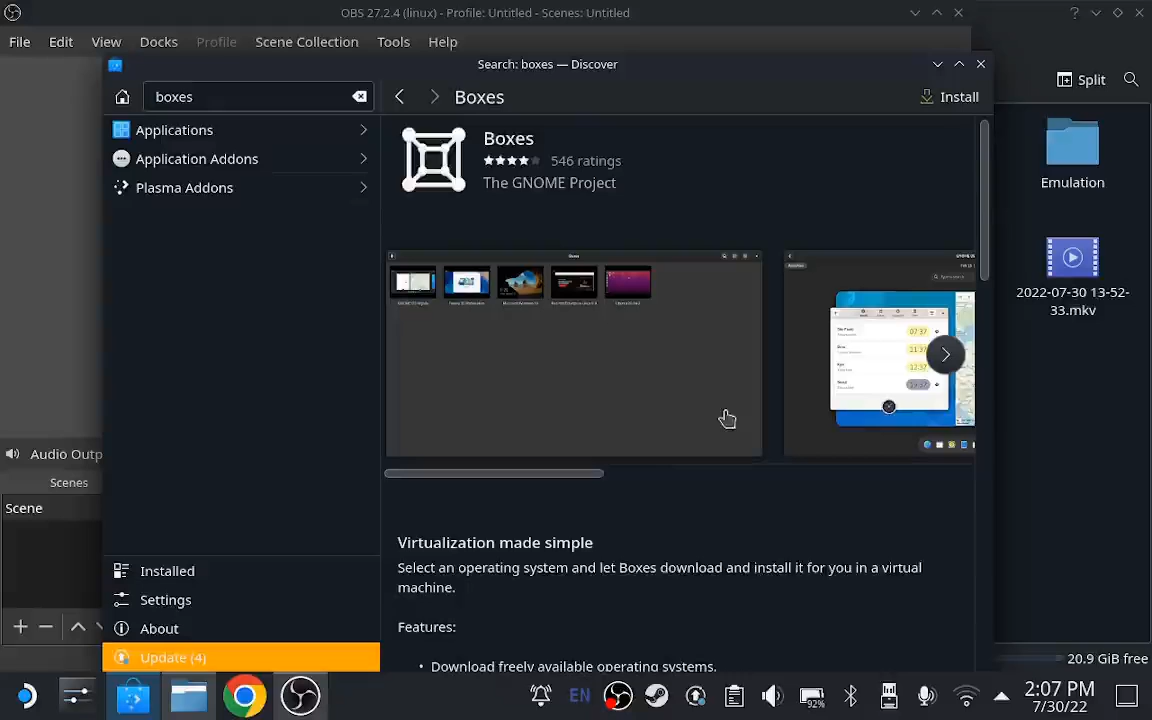 OBS 27.2.4 (linux) - Profile: Untitled - Scenes: Untitled
File Edit View Docks Profile Scene Collection Tools Help
Search: boxes — Discover
Split
boxes
Boxes
Install
Applications
Application Addons
Plasma Addons
Boxes
546 ratings
The GNOME Project
Emulation
2022-07-30 13-52-
33.mkv
Boxes
Audio Outp
Scenes
Scene
Virtualization made simple
Select an operating system and let Boxes download and install it for you in a virtual
machine.
Features:
• Download freely available operating systems.
Installed
Settings
About
Update (4)
20.9 GiB free
EN
92%
2:07 PM
7/30/22